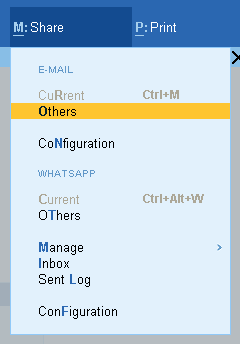 M: Share P: Print
E-MAIL
CuRrent Ctrl+M
Others
CoNfiguration
WHATSAPP
Current Ctrl+Alt+W
OThers
Manage
Inbox
Sent Log
ConFiguration